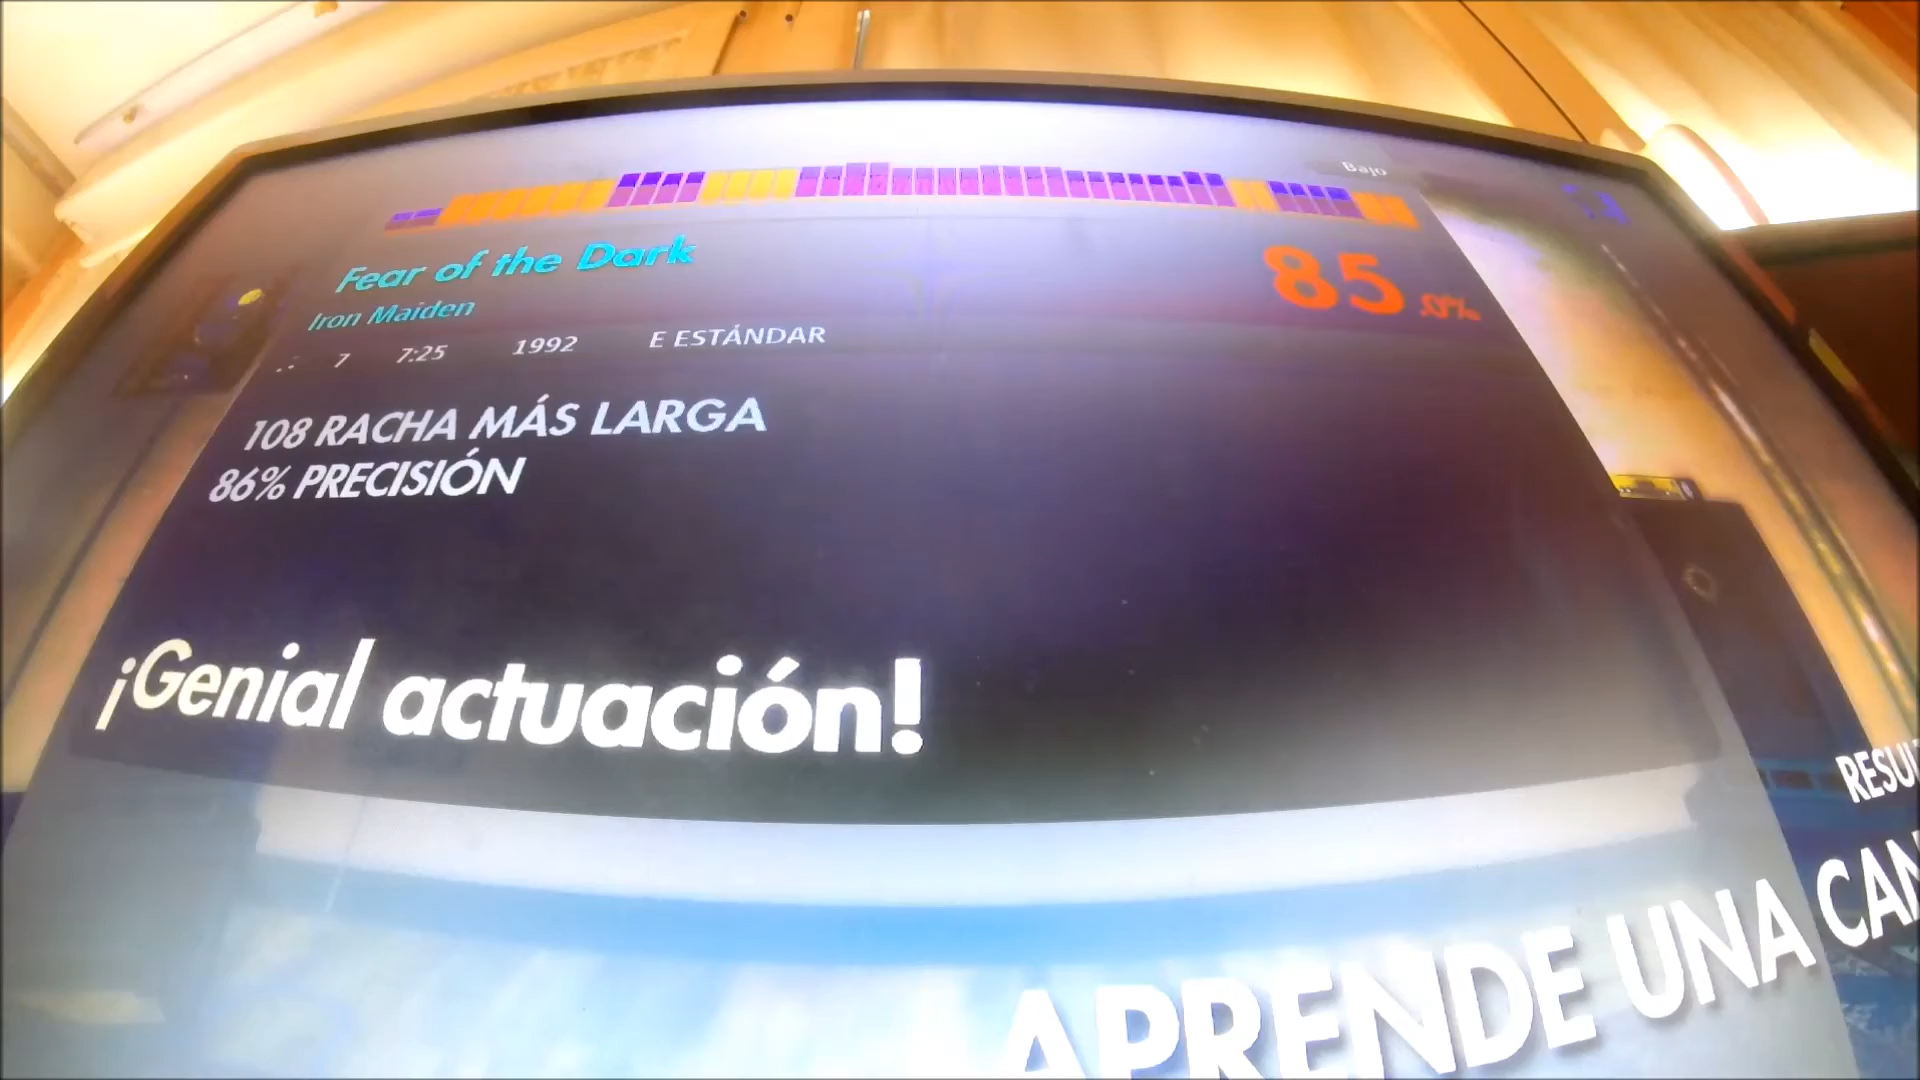 Bajo
Fear of the Dark
85.0%
Iron Maiden
7 7:25 1992 E ESTÁNDAR
108 RACHA MÁS LARGA
86% PRECISIÓN
¡Genial actuación!
APRENDE UNA